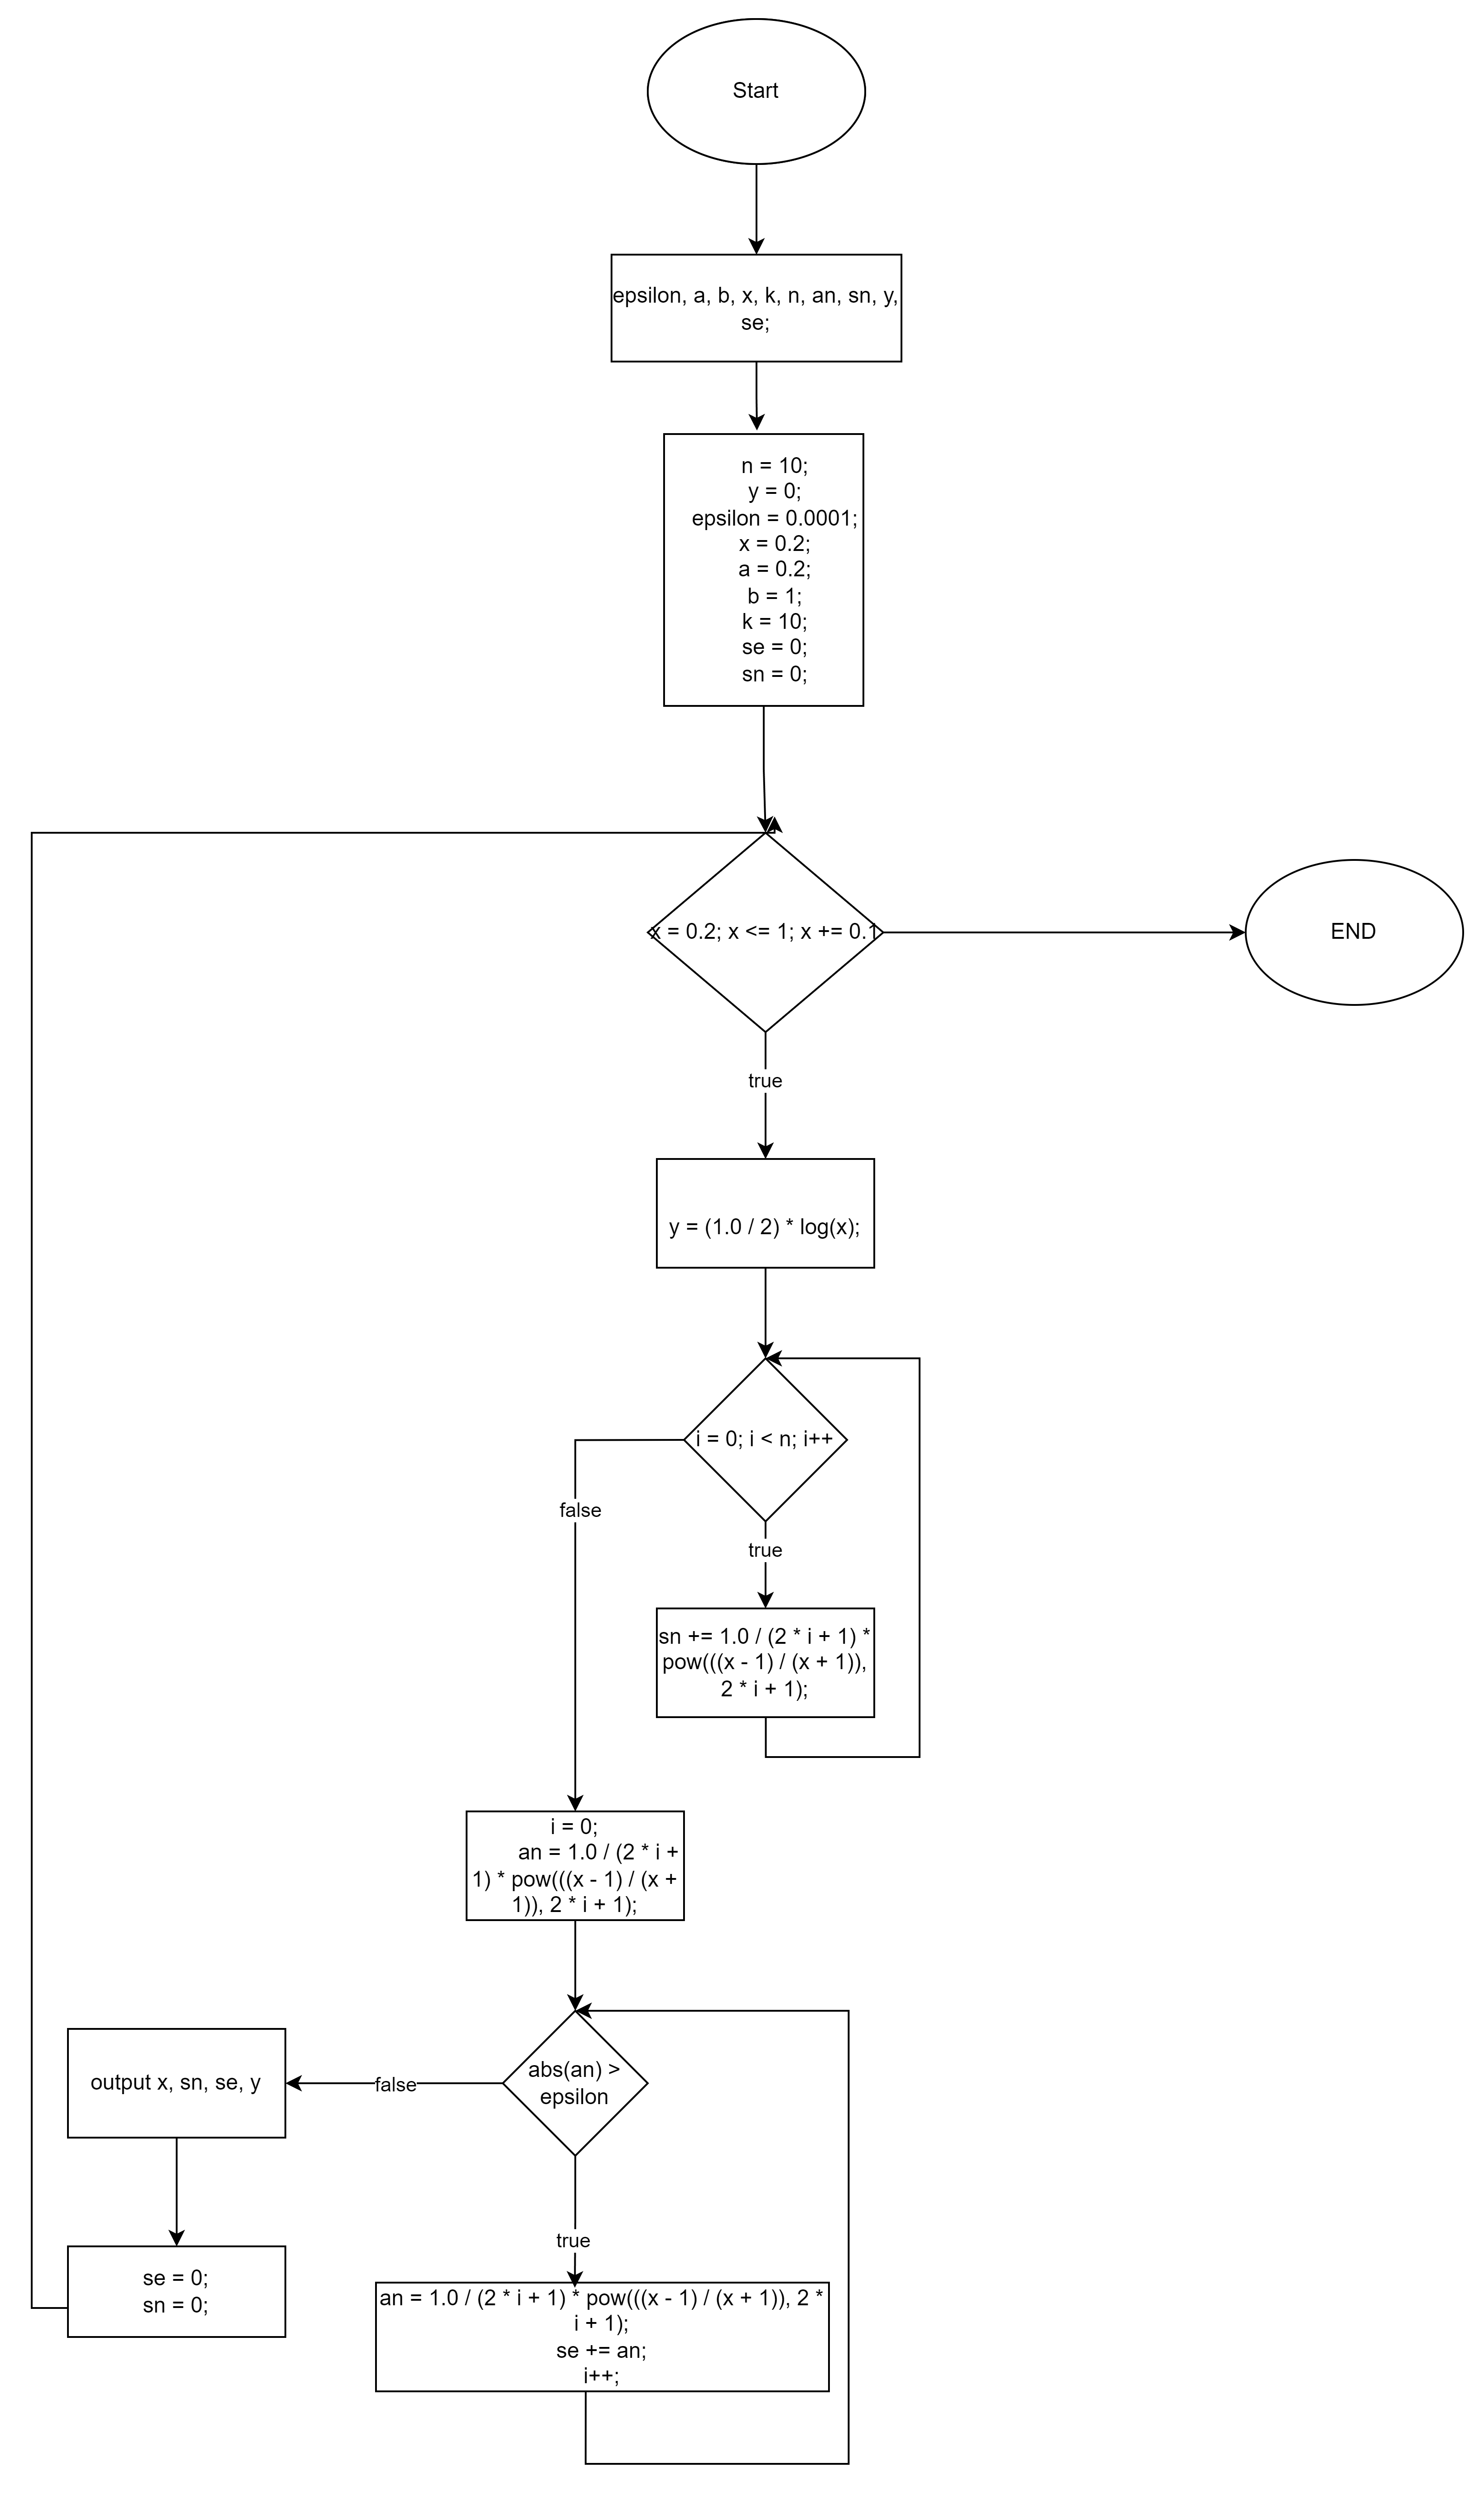 Start
epsilon, a, b, x, k, n, an, sn, y,
se;
n = 10;
y = 0;
epsilon = 0.0001;
x = 0.2;
a = 0.2;
b = 1;
k = 10;
se = 0;
sn = 0;
x = 0.2; x <= 1; x += 0.1
END
true
y = (1.0 / 2) * log(x);
i = 0; i < n; i++
false
true
sn += 1.0 / (2 * i + 1) *
pow(((x - 1) / (x + 1)),
2 * i + 1);
i = 0;
an = 1.0 / (2 * i +
1) * pow(((x - 1) / (x +
1)), 2 * i + 1);
abs(an) >
epsilon
false
output x, sn, se, y
true
se = 0;
sn = 0;
an = 1.0 / (2 * i + 1) * pow(((x - 1) / (x + 1)), 2 *
i + 1);
se += an;
i++;